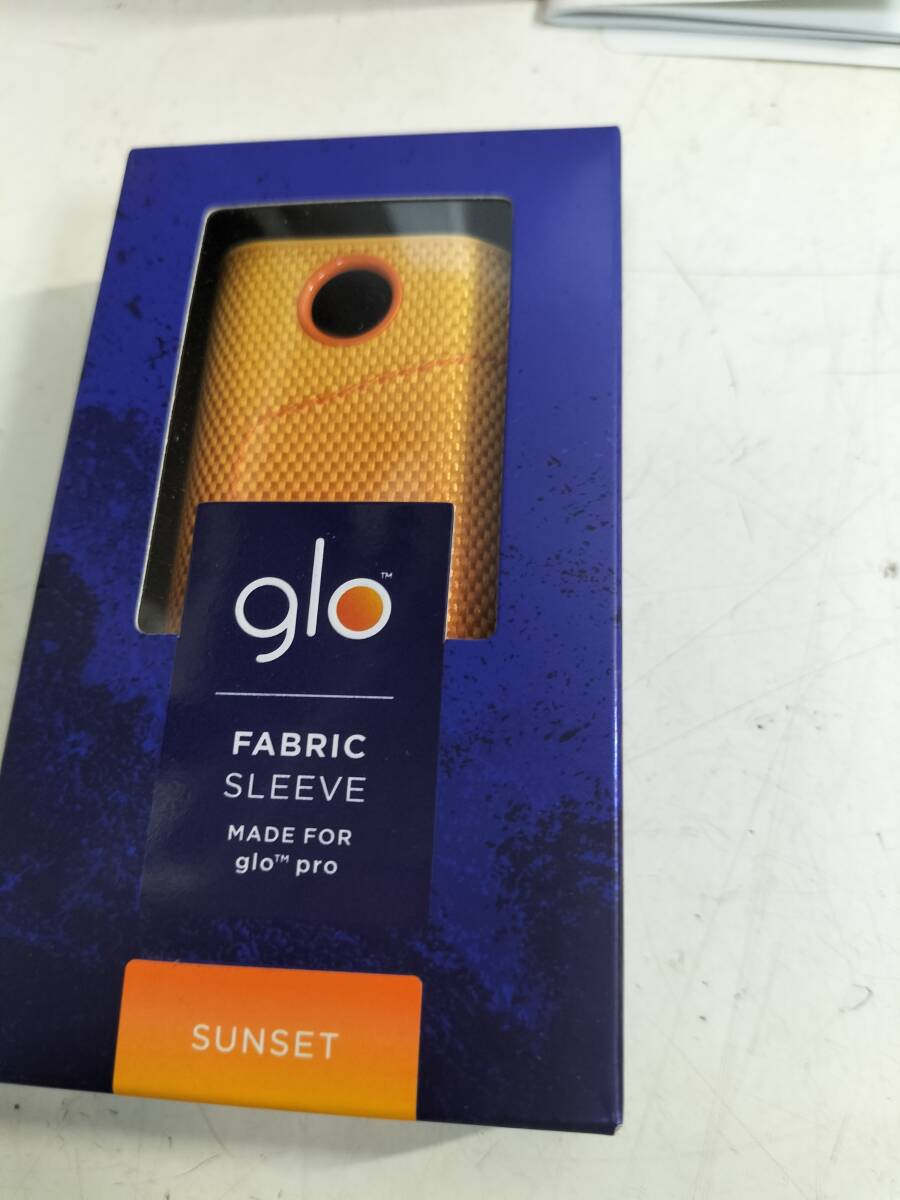 glo™
FABRIC
SLEEVE
MADE FOR
glo™ pro
SUNSET